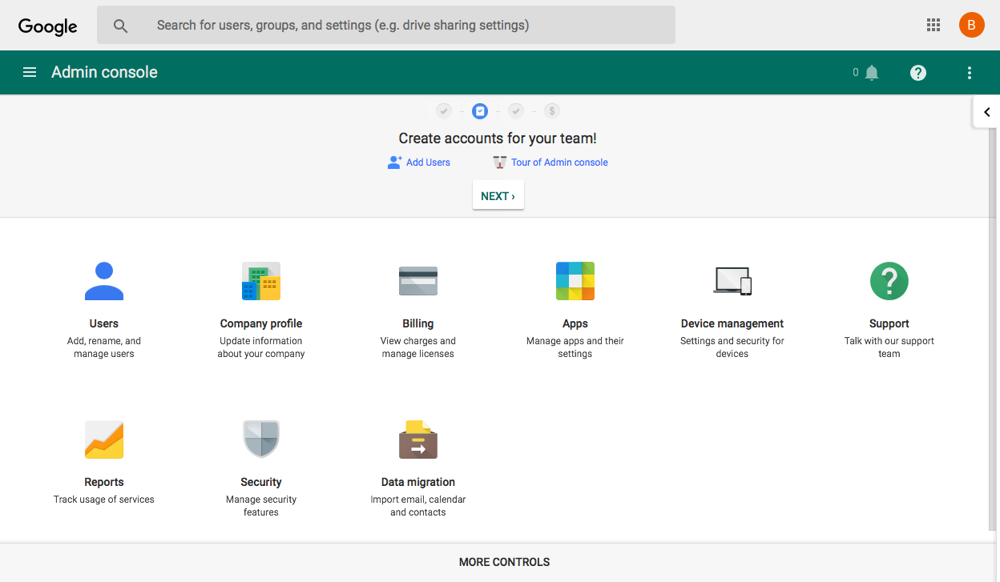 Google
Search for users, groups, and settings (e.g. drive sharing settings)
B
Admin console
0
?
$
Create accounts for your team!
Add Users
Tour of Admin console
NEXT ›
Users
Add, rename, and
manage users
Company profile
Update information
about your company
Billing
View charges and
manage licenses
Apps
Manage apps and their
settings
Device management
Settings and security for
devices
?
Support
Talk with our support
team
Reports
Track usage of services
Security
Manage security
features
Data migration
Import email, calendar
and contacts
MORE CONTROLS